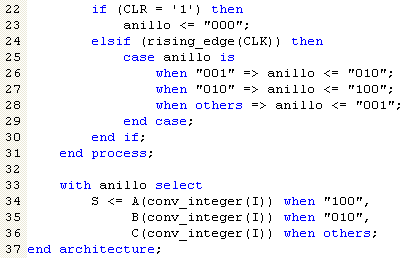 22 if (CLR = '1') then
23 anillo <= "000";
24 elsif (rising_edge(CLK)) then
25 case anillo is
26 when "001" => anillo <= "010";
27 when "010" => anillo <= "100";
28 when others => anillo <= "001";
29 end case;
30 end if;
31 end process;
32
33 with anillo select
34 S <= A(conv_integer(I)) when "100",
35 B(conv_integer(I)) when "010",
36 C(conv_integer(I)) when others;
37 end architecture;